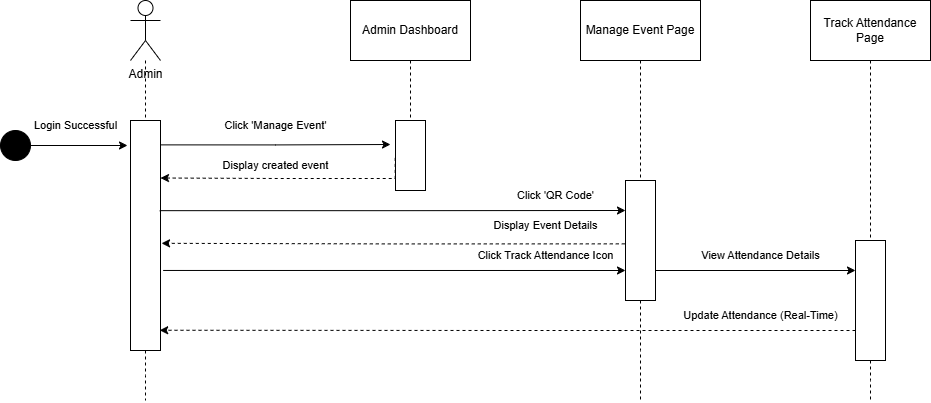 Admin Dashboard
Manage Event Page
Track Attendance
Page
Admin
Login Successful
Click 'Manage Event'
Display created event
Click 'QR Code'
Display Event Details
Click Track Attendance Icon
View Attendance Details
Update Attendance (Real-Time)